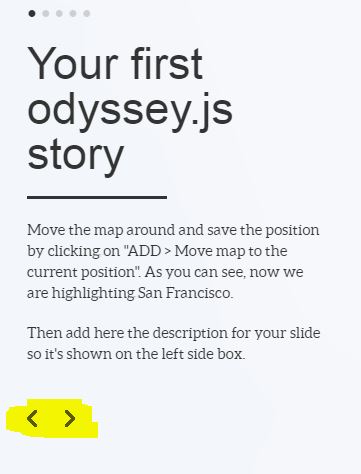 Your first
odyssey.js
story
Move the map around and save the position
by clicking on "ADD > Move map to the
current position". As you can see, now we
are highlighting San Francisco.
Then add here the description for your slide
so it's shown on the left side box.